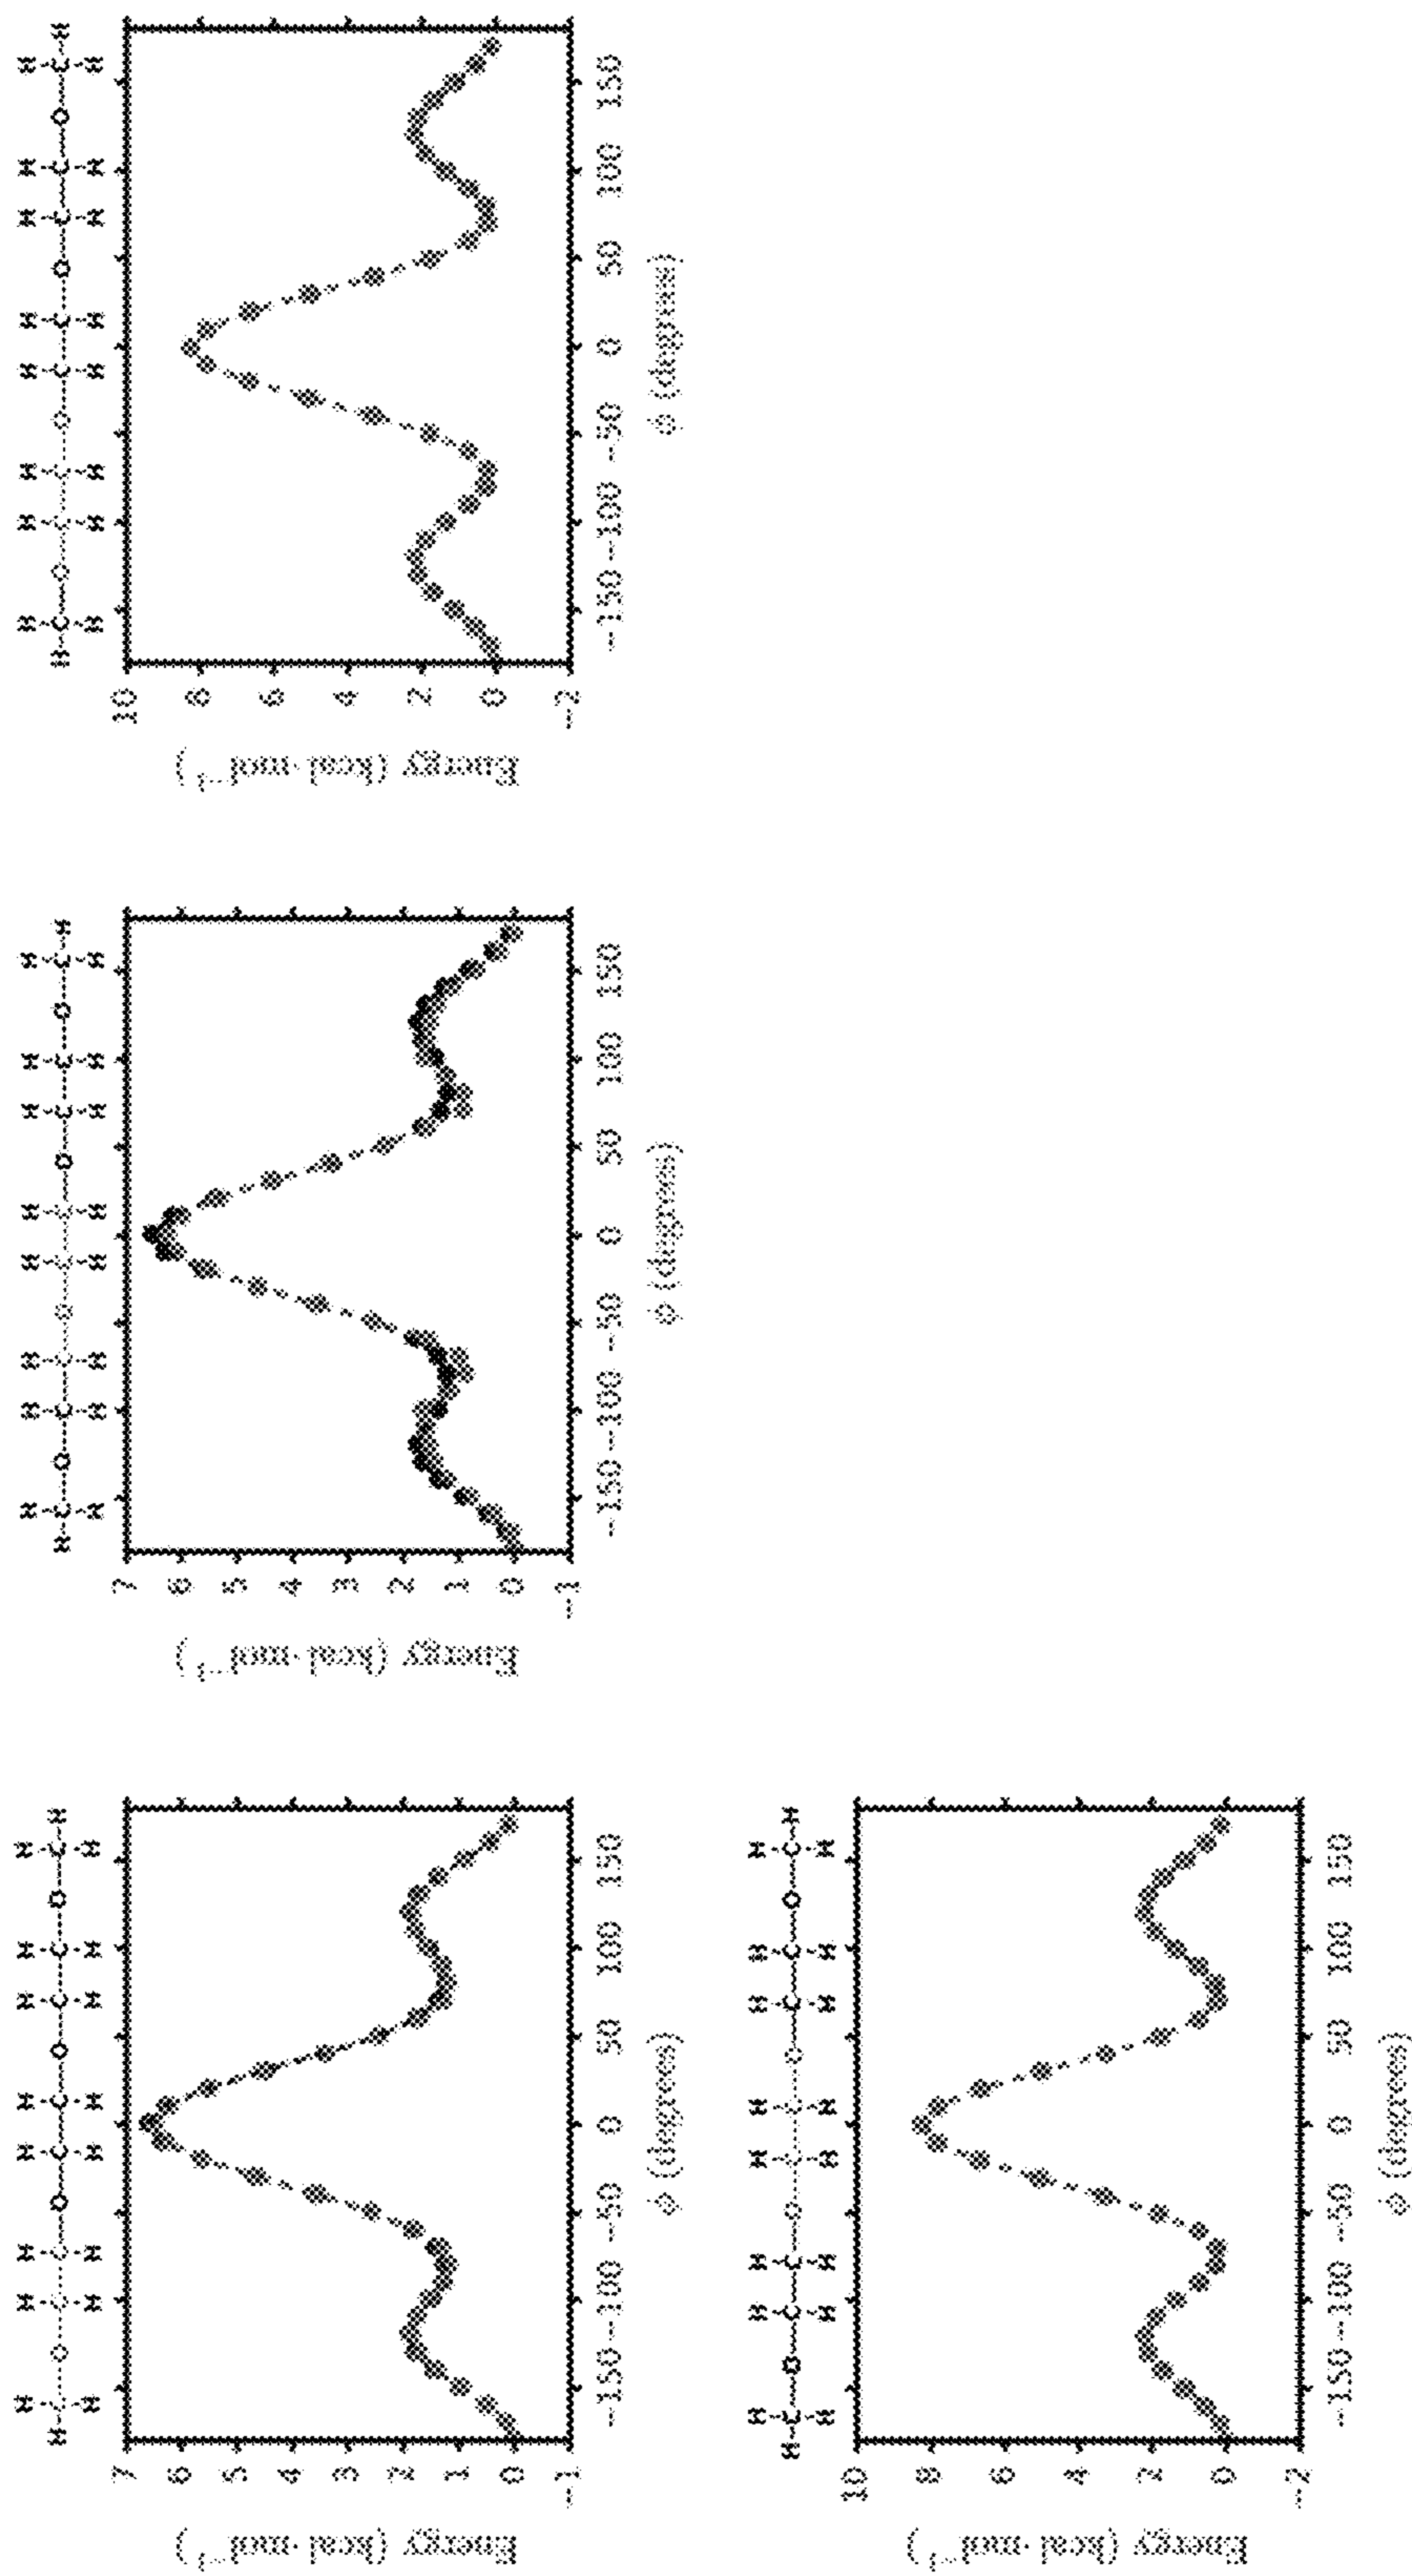 H H H H H H H H
H C O C C O C C O C C O C H
H H H H H H H H
7
6
5
4
3
2
1
0
−1
Energy (kcal·mol⁻¹)
−150 −100 −50 0 50 100 150
ϕ (degrees)
H H H H H H H H
H C O C C O C C O C C O C H
H H H H H H H H
7
6
5
4
3
2
1
0
−1
Energy (kcal·mol⁻¹)
−150 −100 −50 0 50 100 150
ϕ (degrees)
H H H H H H H H
H C O C C O C C O C C O C H
H H H H H H H H
10
8
6
4
2
0
−2
Energy (kcal·mol⁻¹)
−150 −100 −50 0 50 100 150
ϕ (degrees)
H H H H H H H H
H C O C C O C C O C C O C H
H H H H H H H H
10
8
6
4
2
0
−2
Energy (kcal·mol⁻¹)
−150 −100 −50 0 50 100 150
ϕ (degrees)